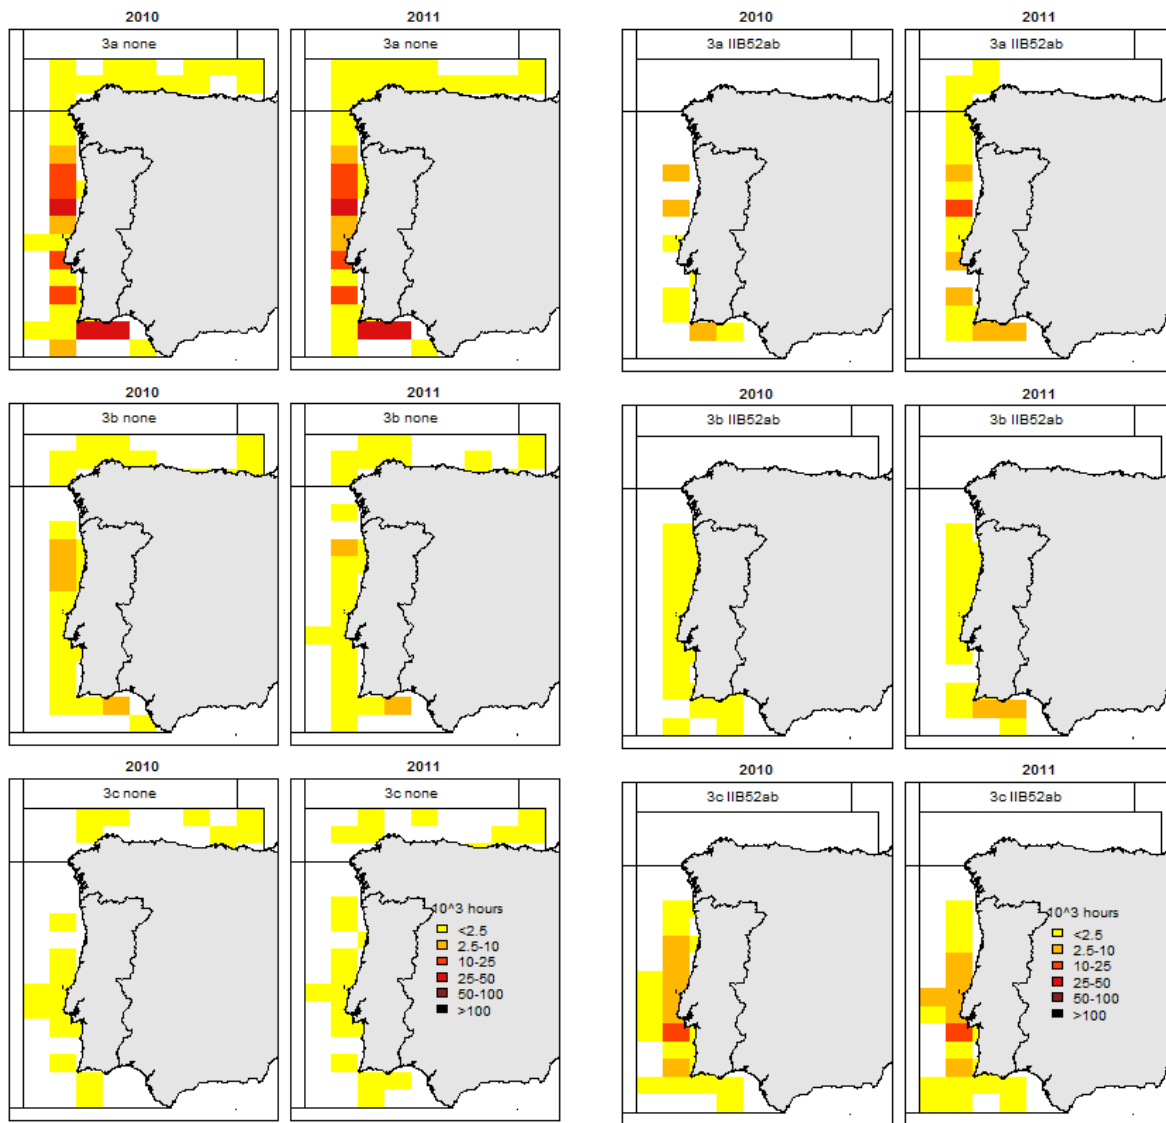 2010
2011
2010
2011
3a none
3a none
3a IIB52ab
3a IIB52ab
2010
2011
2010
2011
3b none
3b none
3b IIB52ab
3b IIB52ab
2010
2011
2010
2011
3c none
3c none
3c IIB52ab
3c IIB52ab
10^3 hours
<2.5
2.5-10
10-25
25-50
50-100
>100
10^3 hours
<2.5
2.5-10
10-25
25-50
50-100
>100